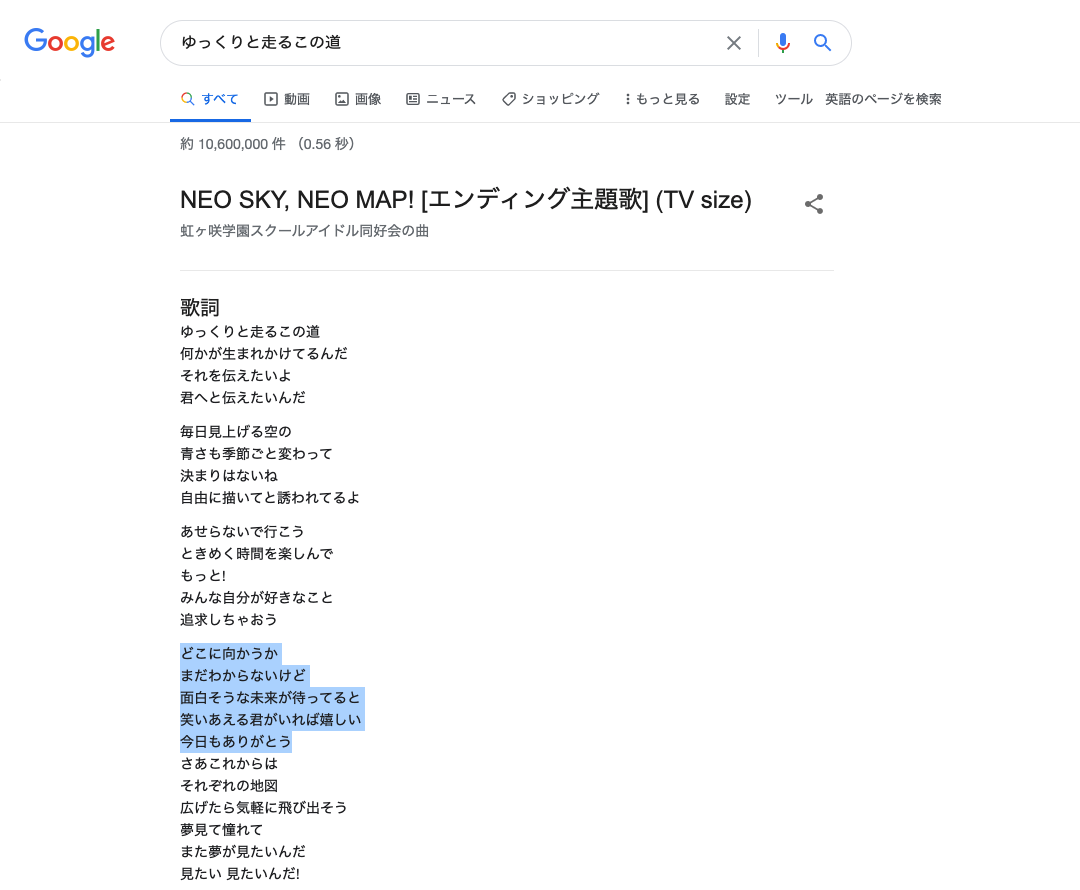 Google
ゆっくりと走るこの道
すべて 動画 画像 ニュース ショッピング もっと見る 設定 ツール 英語のページを検索
約 10,600,000 件 （0.56 秒）
NEO SKY, NEO MAP! [エンディング主題歌] (TV size)
虹ヶ咲学園スクールアイドル同好会の曲
歌詞
ゆっくりと走るこの道
何かが生まれかけてるんだ
それを伝えたいよ
君へと伝えたいんだ
毎日見上げる空の
青さも季節ごと変わって
決まりはないね
自由に描いてと誘われてるよ
あせらないで行こう
ときめく時間を楽しんで
もっと!
みんな自分が好きなこと
追求しちゃおう
どこに向かうか
まだわからないけど
面白そうな未来が待ってると
笑いあえる君がいれば嬉しい
今日もありがとう
さあこれからは
それぞれの地図
広げたら気軽に飛び出そう
夢見て憧れて
また夢が見たいんだ
見たい 見たいんだ!